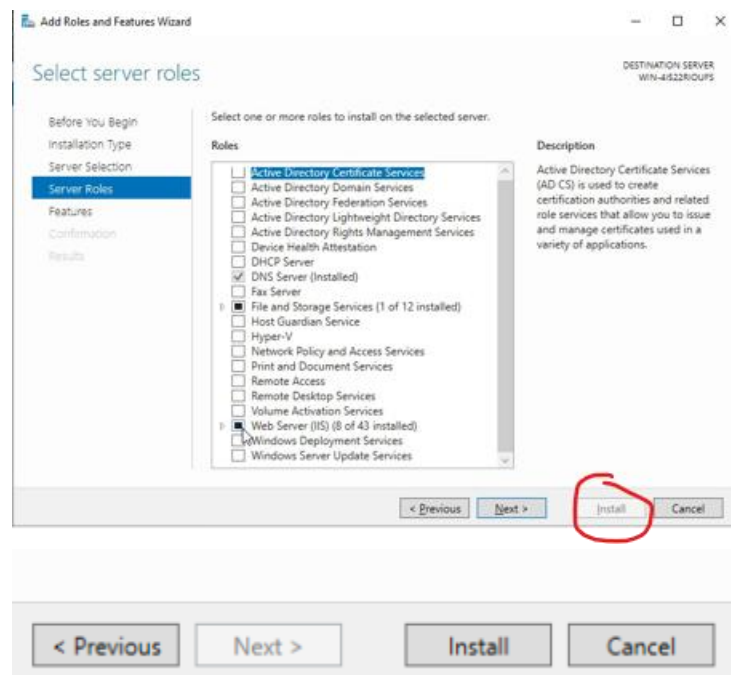 Add Roles and Features Wizard
Select server roles
DESTINATION SERVER
Before You Begin
Installation Type
Server Selection
Server Roles
Features
Confirmation
Results
Select one or more roles to install on the selected server.
Roles
Active Directory Certificate Services
Active Directory Domain Services
Active Directory Federation Services
Active Directory Lightweight Directory Services
Active Directory Rights Management Services
Device Health Attestation
DHCP Server
DNS Server (Installed)
Fax Server
File and Storage Services (1 of 12 installed)
Host Guardian Service
Hyper-V
Network Policy and Access Services
Print and Document Services
Remote Access
Remote Desktop Services
Volume Activation Services
Web Server (IIS) (8 of 43 installed)
Windows Deployment Services
Windows Server Update Services
Description
Active Directory Certificate Services
(AD CS) is used to create
certification authorities and related
role services that allow you to issue
and manage certificates used in a
variety of applications.
< Previous Next > Install Cancel
< Previous Next > Install Cancel